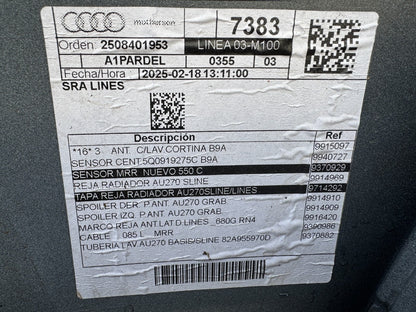 motherson 7383
Orden: 2508401953 LINEA 03-M100
A1PARDEL 0355 03
Fecha/Hora 2025-02-18 13:11:00
SRA LINES
Descripción Ref
*16* 3 ANT. C/LAV.CORTINA B9A 9915097
SENSOR CENT.5Q0919275C B9A 9940727
SENSOR MRR NUEVO 550 C 9370929
REJA RADIADOR AU270 SLINE 9914969
TAPA REJA RADIADOR AU270SLINE/LINES 9714292
SPOILER DER P.ANT AU270 GRAB. 9914910
SPOILER IZQ P.ANT. AU270 GRAB. 9914909
MARCO REJA ANT.LAT.D.LINES 680G RN4 9916420
CABLE 085 L MRR 9390986
TUBERIA LAV.AU270 BASIS/SLINE 82A955970D 9370882